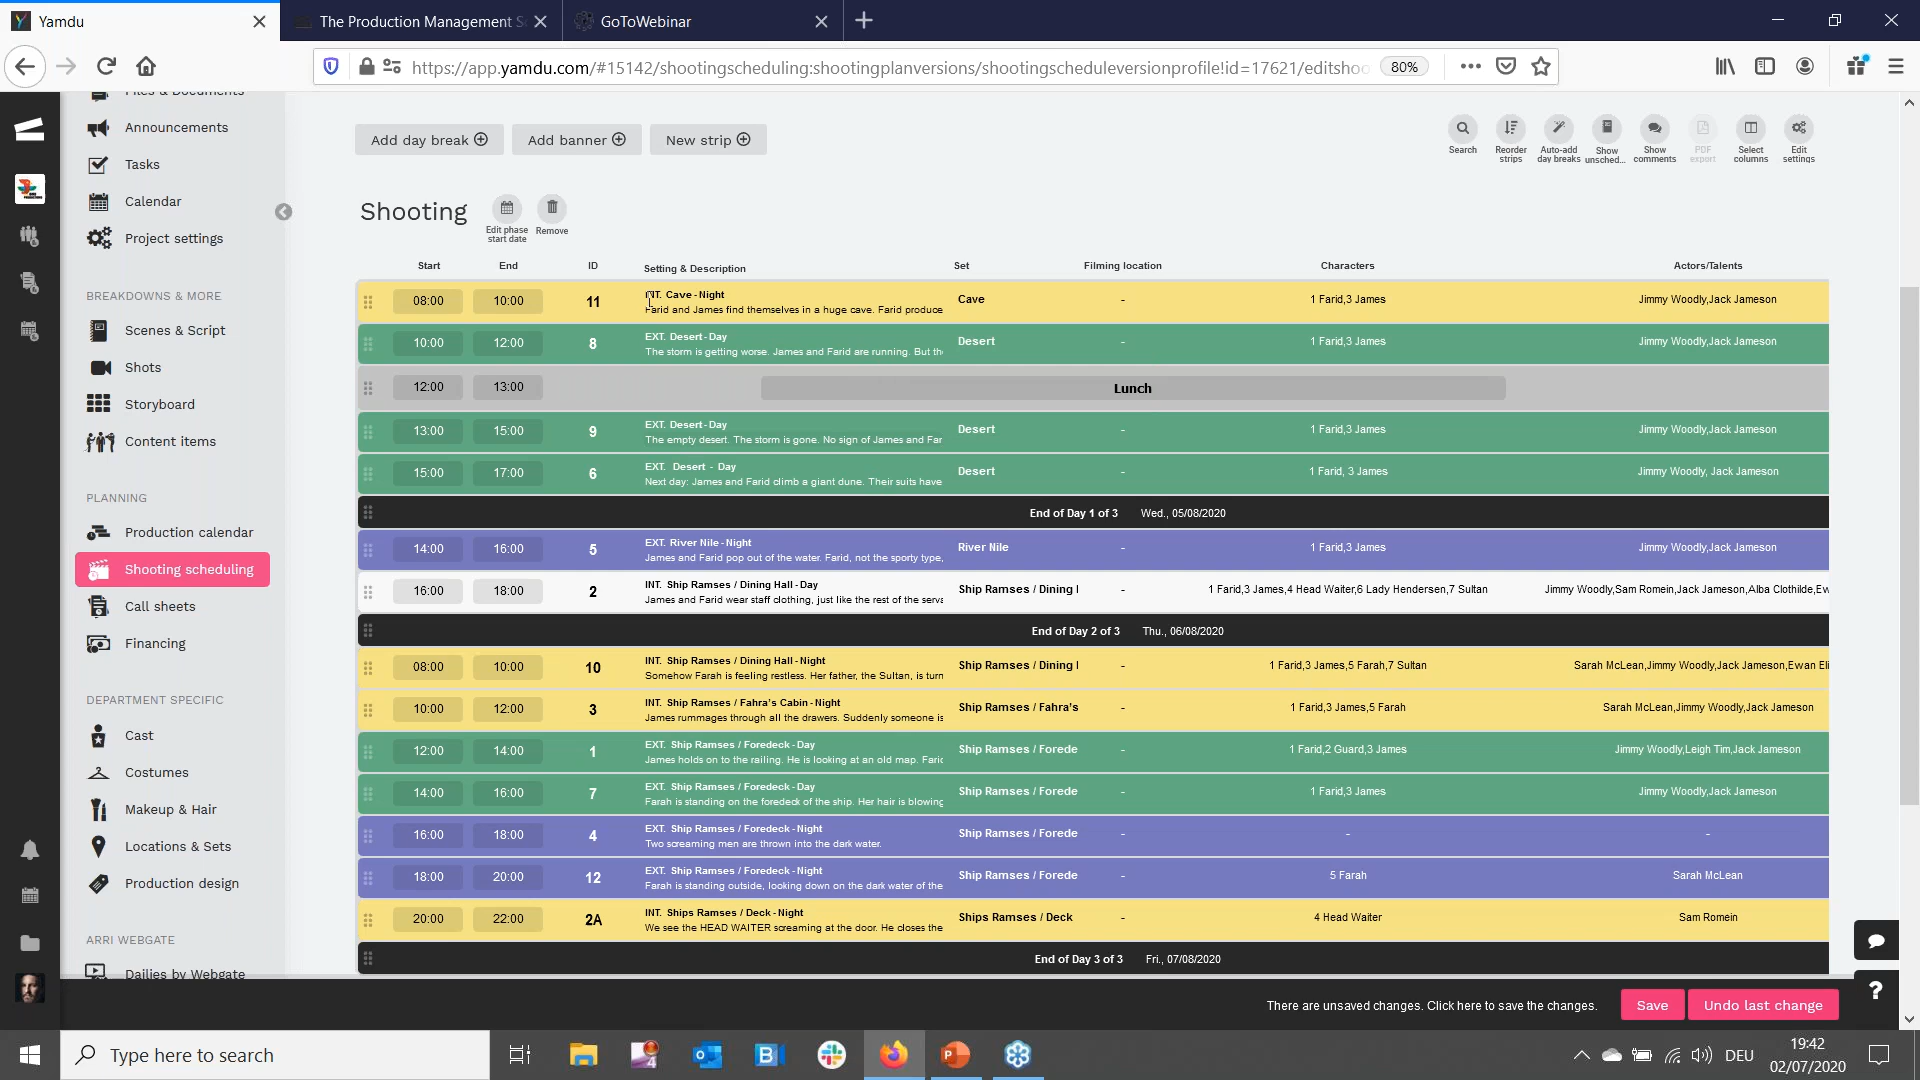 Yamdu
The Production Management S
GoToWebinar
https://app.yamdu.com/#15142/shootingscheduling:shootingplanversions/shootingscheduleversionprofile!id=17621/editshoo
80%
Files & Documents
Announcements
Tasks
Calendar
Project settings
BREAKDOWNS & MORE
Scenes & Script
Shots
Storyboard
Content items
PLANNING
Production calendar
Shooting scheduling
Call sheets
Financing
DEPARTMENT SPECIFIC
Cast
Costumes
Makeup & Hair
Locations & Sets
Production design
ARRI WEBGATE
Dailies by Webgate
Add day break
Add banner
New strip
Search
Reorder strips
Auto-add day breaks
Show unsched...
Show comments
PDF export
Select columns
Edit settings
Shooting
Edit phase start date
Remove
Start End ID Setting & Description Set Filming location Characters Actors/Talents
08:00 10:00 11 INT. Cave - Night Cave - 1 Farid,3 James Jimmy Woodly,Jack Jameson
Farid and James find themselves in a huge cave. Farid produce
10:00 12:00 8 EXT. Desert - Day Desert - 1 Farid,3 James Jimmy Woodly,Jack Jameson
The storm is getting worse. James and Farid are running. But th
12:00 13:00 Lunch
13:00 15:00 9 EXT. Desert - Day Desert - 1 Farid,3 James Jimmy Woodly,Jack Jameson
The empty desert. The storm is gone. No sign of James and Far
15:00 17:00 6 EXT. Desert - Day Desert - 1 Farid, 3 James Jimmy Woodly, Jack Jameson
Next day: James and Farid climb a giant dune. Their suits have
End of Day 1 of 3 Wed., 05/08/2020
14:00 16:00 5 EXT. River Nile - Night River Nile - 1 Farid,3 James Jimmy Woodly,Jack Jameson
James and Farid pop out of the water. Farid, not the sporty type,
16:00 18:00 2 INT. Ship Ramses / Dining Hall - Day Ship Ramses / Dining I - 1 Farid,3 James,4 Head Waiter,6 Lady Hendersen,7 Sultan Jimmy Woodly,Sam Romein,Jack Jameson,Alba Clothilde,Ew
James and Farid wear staff clothing, just like the rest of the serva
End of Day 2 of 3 Thu., 06/08/2020
08:00 10:00 10 INT. Ship Ramses / Dining Hall - Night Ship Ramses / Dining I - 1 Farid,3 James,5 Farah,7 Sultan Sarah McLean,Jimmy Woodly,Jack Jameson,Ewan Eli
Somehow Farah is feeling restless. Her father, the Sultan, is turn
10:00 12:00 3 INT. Ship Ramses / Fahra's Cabin - Night Ship Ramses / Fahra's - 1 Farid,3 James,5 Farah Sarah McLean,Jimmy Woodly,Jack Jameson
James rummages through all the drawers. Suddenly someone is
12:00 14:00 1 EXT. Ship Ramses / Foredeck - Day Ship Ramses / Forede - 1 Farid,2 Guard,3 James Jimmy Woodly,Leigh Tim,Jack Jameson
James holds on to the railing. He is looking at an old map. Faric
14:00 16:00 7 EXT. Ship Ramses / Foredeck - Day Ship Ramses / Forede - 1 Farid,3 James Jimmy Woodly,Jack Jameson
Farah is standing on the foredeck of the ship. Her hair is blowing
16:00 18:00 4 EXT. Ship Ramses / Foredeck - Night Ship Ramses / Forede - - -
Two screaming men are thrown into the dark water.
18:00 20:00 12 EXT. Ship Ramses / Foredeck - Night Ship Ramses / Forede - 5 Farah Sarah McLean
Farah is standing outside, looking down on the dark water of the
20:00 22:00 2A INT. Ships Ramses / Deck - Night Ships Ramses / Deck - 4 Head Waiter Sam Romein
We see the HEAD WAITER screaming at the door. He closes the
End of Day 3 of 3 Fri., 07/08/2020
There are unsaved changes. Click here to save the changes.
Save
Undo last change
Type here to search
DEU
19:42
02/07/2020